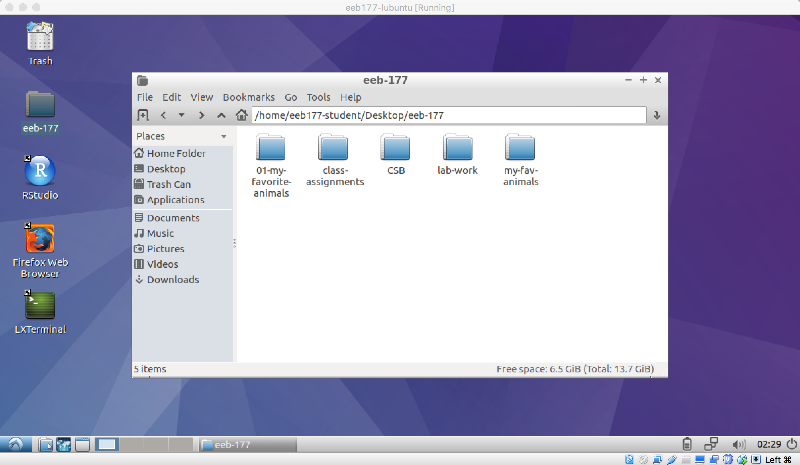 eeb177-lubuntu [Running]
Trash
eeb-177
RStudio
Firefox Web
Browser
LXTerminal
eeb-177
File Edit View Bookmarks Go Tools Help
/home/eeb177-student/Desktop/eeb-177
Places
Home Folder
Desktop
Trash Can
Applications
Documents
Music
Pictures
Videos
Downloads
01-my-
favorite-
animals
class-
assignments
CSB
lab-work
my-fav-
animals
5 items
Free space: 6.5 GiB (Total: 13.7 GiB)
eeb-177
02:29
Left ⌘